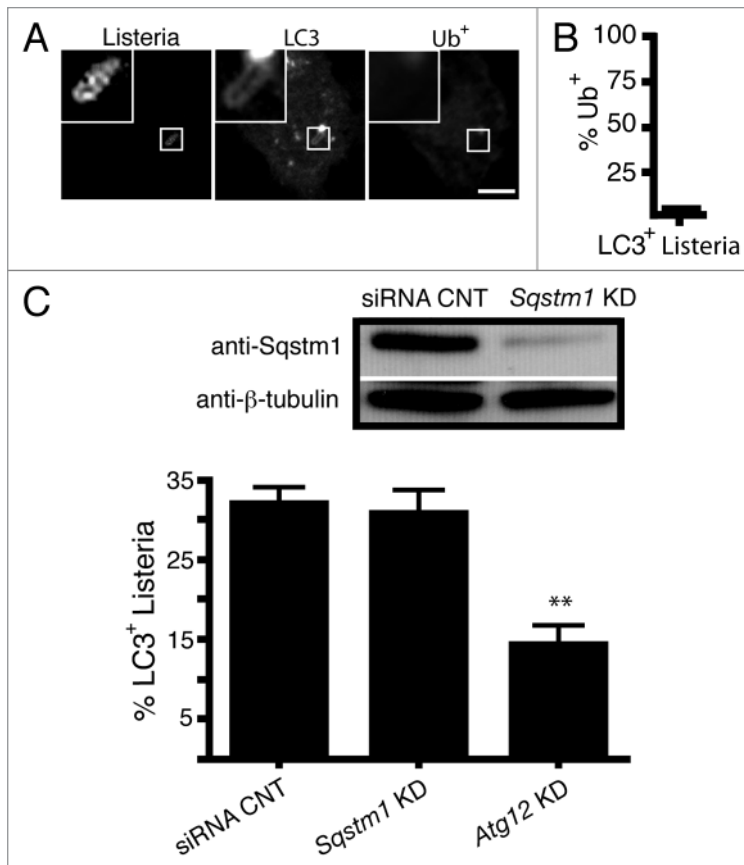 A
Listeria LC3 Ub⁺
B
100
75
50
25
% Ub⁺
LC3⁺ Listeria
C
siRNA CNT Sqstm1 KD
anti-Sqstm1
anti-β-tubulin
35
25
15
5
% LC3⁺ Listeria
**
siRNA CNT
Sqstm1 KD
Atg12 KD